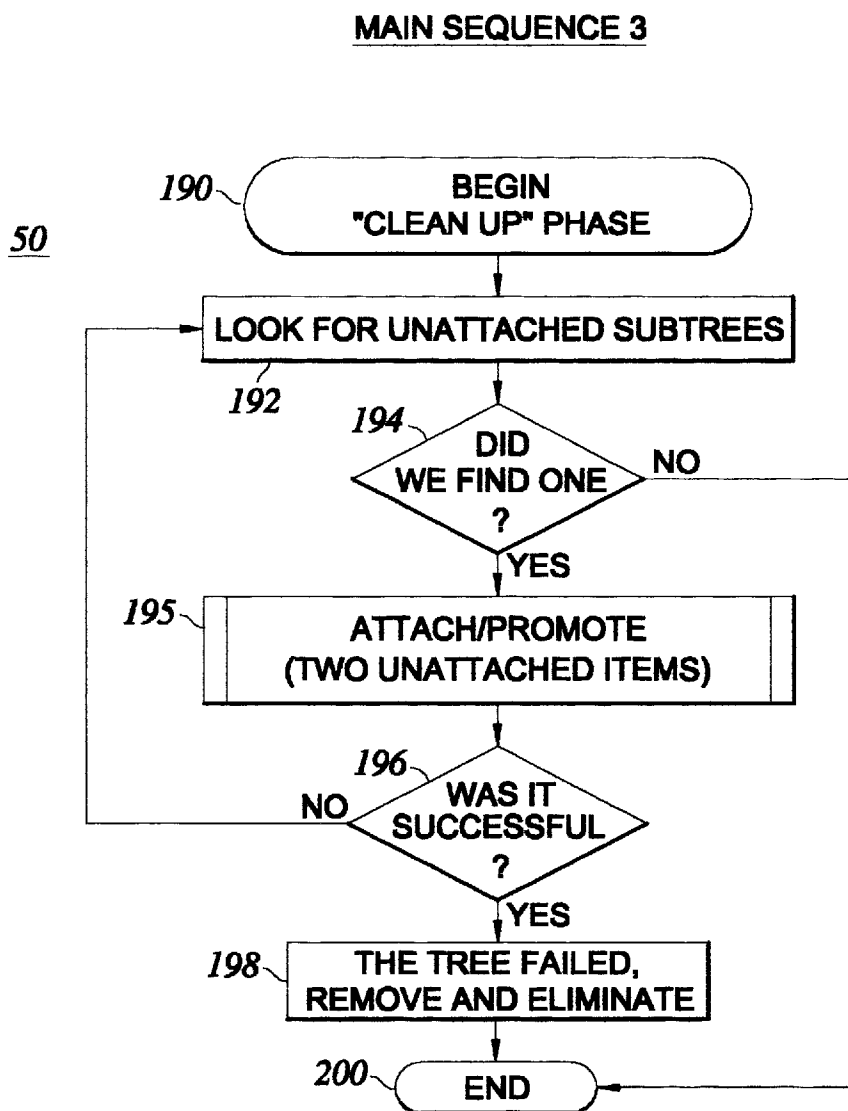 MAIN SEQUENCE 3
190
BEGIN
"CLEAN UP" PHASE
50
LOOK FOR UNATTACHED SUBTREES
192
194
DID
WE FIND ONE
?
NO
YES
195
ATTACH/PROMOTE
(TWO UNATTACHED ITEMS)
196
WAS IT
SUCCESSFUL
?
NO
YES
198
THE TREE FAILED,
REMOVE AND ELIMINATE
200
END